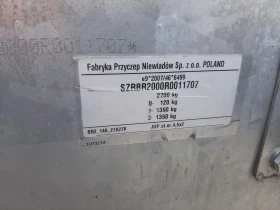 Fabryka Przyczep Niewiadów Sp. z o.o. POLAND
e9*2007/46*6499
SZRBR2000R0011707
2700 kg
0- 120 kg
1- 1350 kg
2- 1350 kg